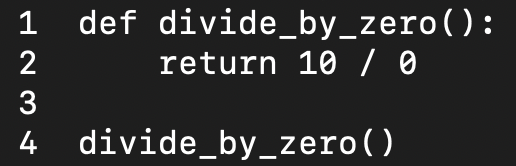 1 def divide_by_zero():
2     return 10 / 0
3
4 divide_by_zero()